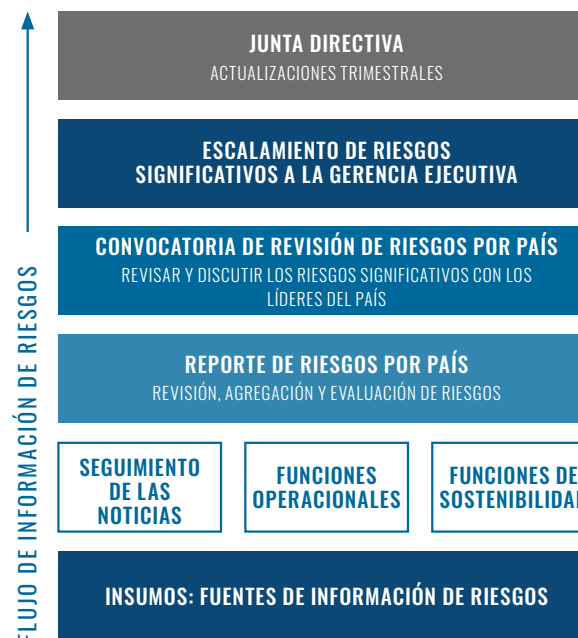 JUNTA DIRECTIVA
ACTUALIZACIONES TRIMESTRALES
ESCALAMIENTO DE RIESGOS
SIGNIFICATIVOS A LA GERENCIA EJECUTIVA
CONVOCATORIA DE REVISIÓN DE RIESGOS POR PAÍS
REVISAR Y DISCUTIR LOS RIESGOS SIGNIFICATIVOS CON LOS
LÍDERES DEL PAÍS
REPORTE DE RIESGOS POR PAÍS
REVISIÓN, AGREGACIÓN Y EVALUACIÓN DE RIESGOS
SEGUIMIENTO
DE LAS
NOTICIAS
FUNCIONES
OPERACIONALES
FUNCIONES DE
SOSTENIBILIDA
INSUMOS: FUENTES DE INFORMACIÓN DE RIESGOS
FLUJO DE INFORMACIÓN DE RIESGOS